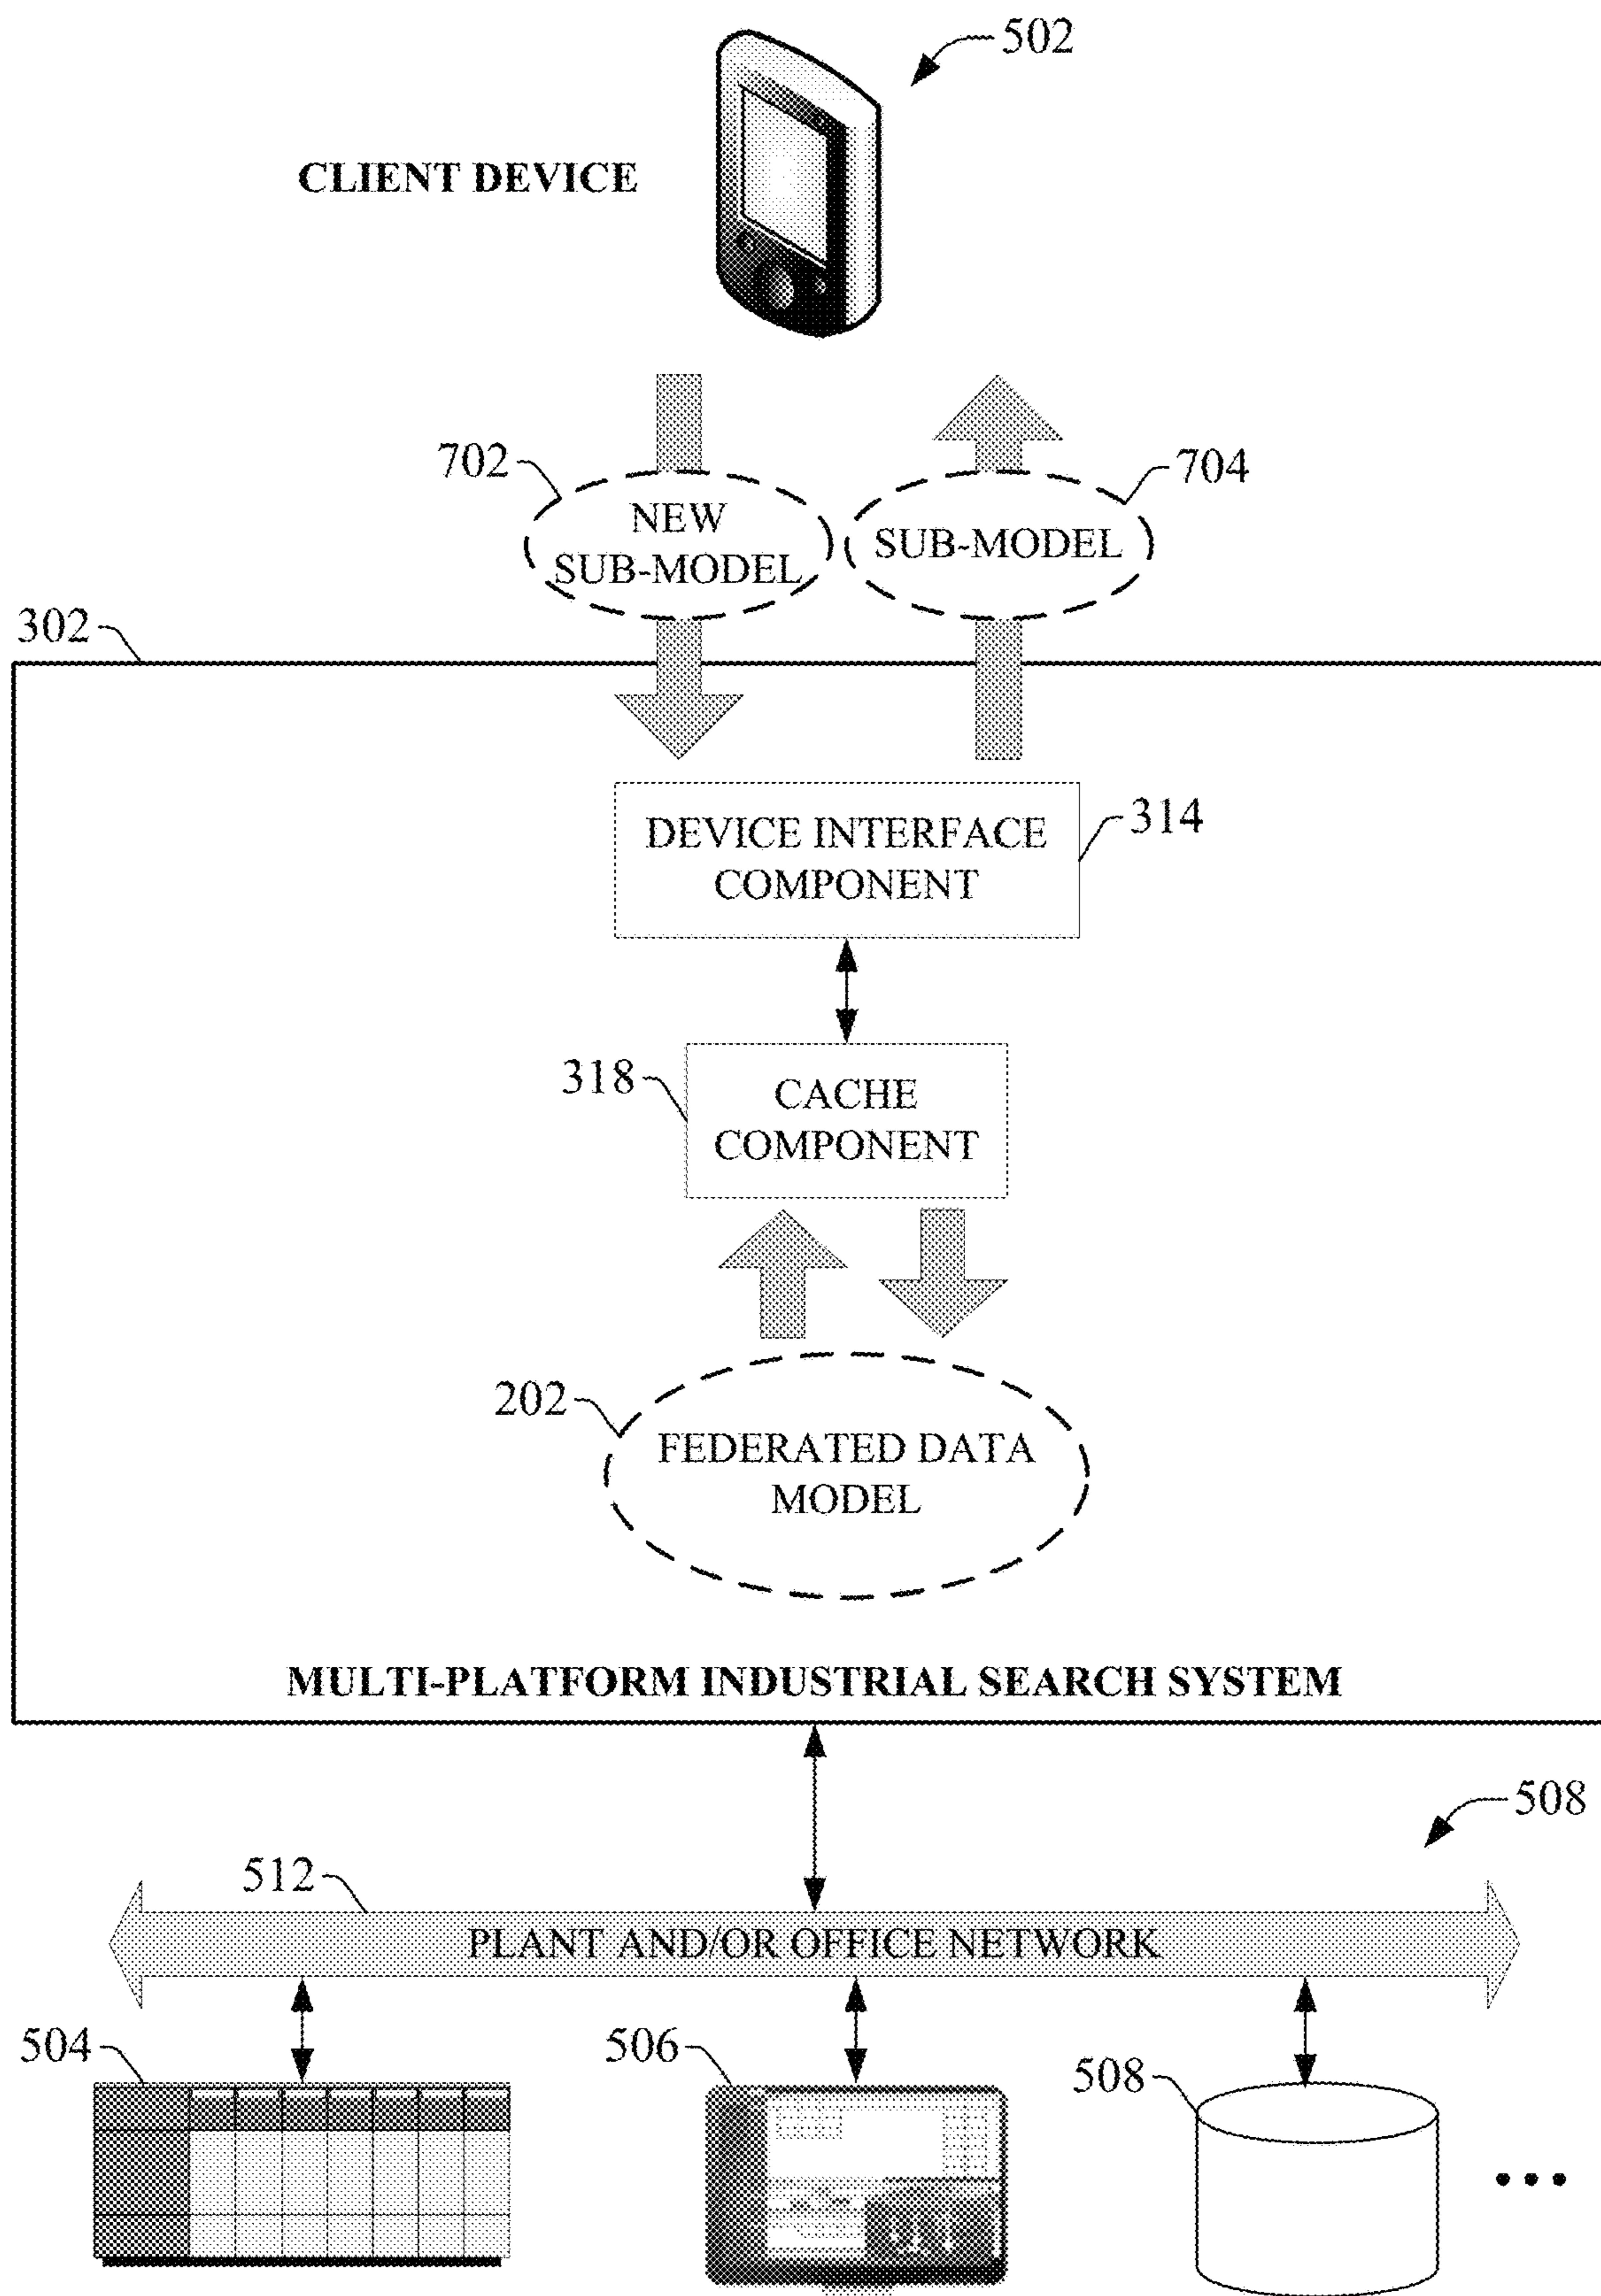 502
CLIENT DEVICE
702
704
NEW
SUB-MODEL
SUB-MODEL
302
DEVICE INTERFACE
COMPONENT
314
318
CACHE
COMPONENT
202
FEDERATED DATA
MODEL
MULTI-PLATFORM INDUSTRIAL SEARCH SYSTEM
508
512
PLANT AND/OR OFFICE NETWORK
504
506
508